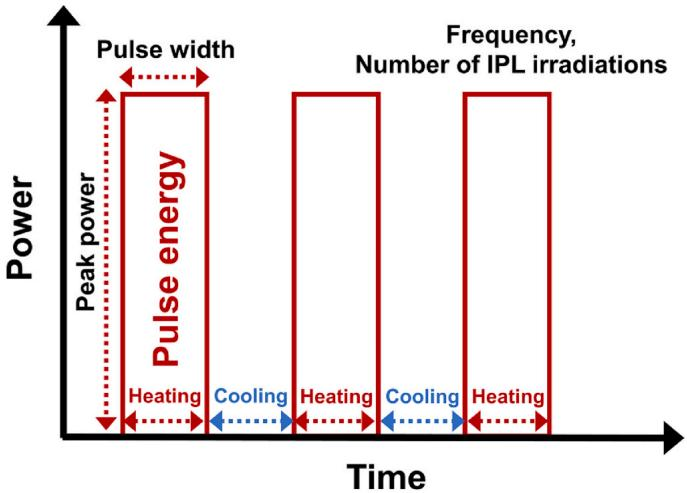 Pulse width
Frequency,
Number of IPL irradiations
Power
Peak power
Pulse energy
Heating
Cooling
Heating
Cooling
Heating
Time